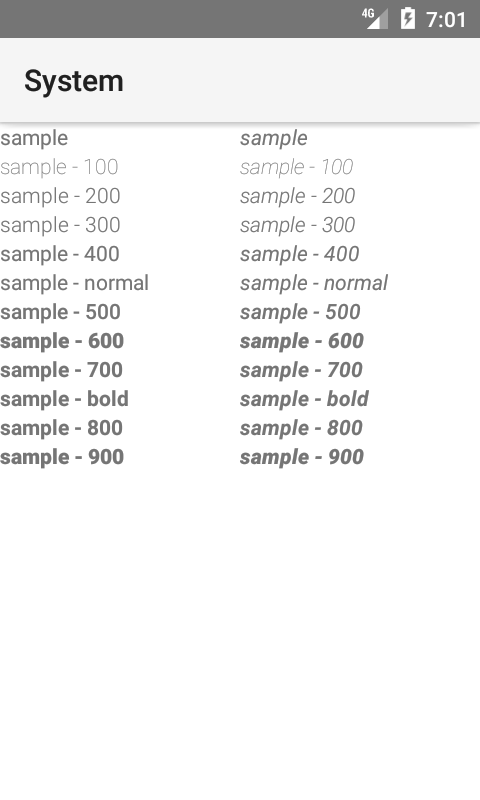 4G 7:01
System
sample sample
sample - 100 sample - 100
sample - 200 sample - 200
sample - 300 sample - 300
sample - 400 sample - 400
sample - normal sample - normal
sample - 500 sample - 500
sample - 600 sample - 600
sample - 700 sample - 700
sample - bold sample - bold
sample - 800 sample - 800
sample - 900 sample - 900